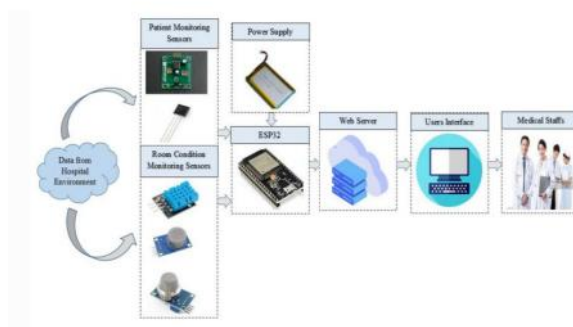 Patient Monitoring
Sensors
Power Supply
ESP32
Web Server
Users Interface
Medical Staffs
Data from
Hospital
Environment
Room Condition
Monitoring Sensors